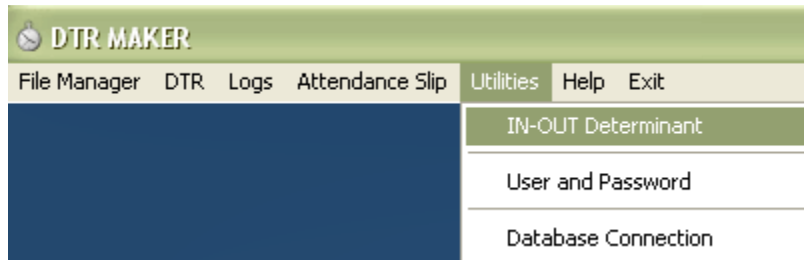 DTR MAKER
File Manager DTR Logs Attendance Slip Utilities Help Exit
IN-OUT Determinant
User and Password
Database Connection